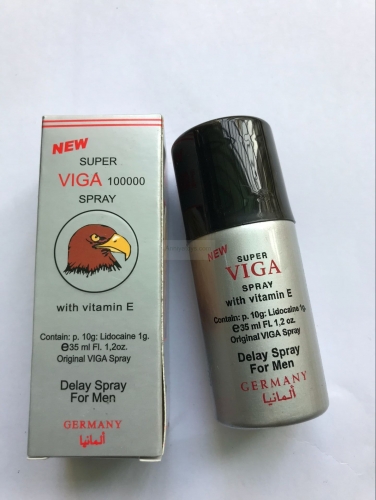 NEW
SUPER
VIGA 100000
SPRAY
with vitamin E
Contain: p. 10g: Lidocaine 1g.
℮35 ml FL. 1,2oz.
Original VIGA Spray
Delay Spray
For Men
GERMANY
ألمانيا
NEW
SUPER
VIGA
SPRAY
with vitamin E
Contain: p. 10g: Lidocaine 1g.
℮35 ml Fl. 1,2 oz.
Original VIGA Spray
Delay Spray
For Men
GERMANY
ألمانيا